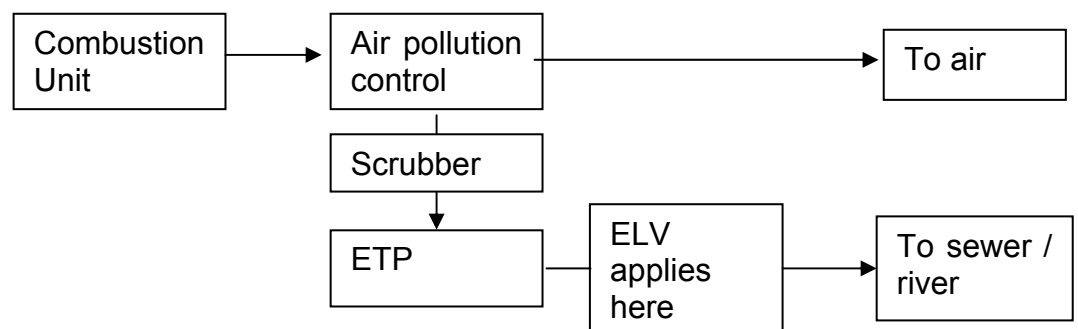 Combustion
Unit
Air pollution
control
To air
Scrubber
ETP
ELV
applies
here
To sewer /
river